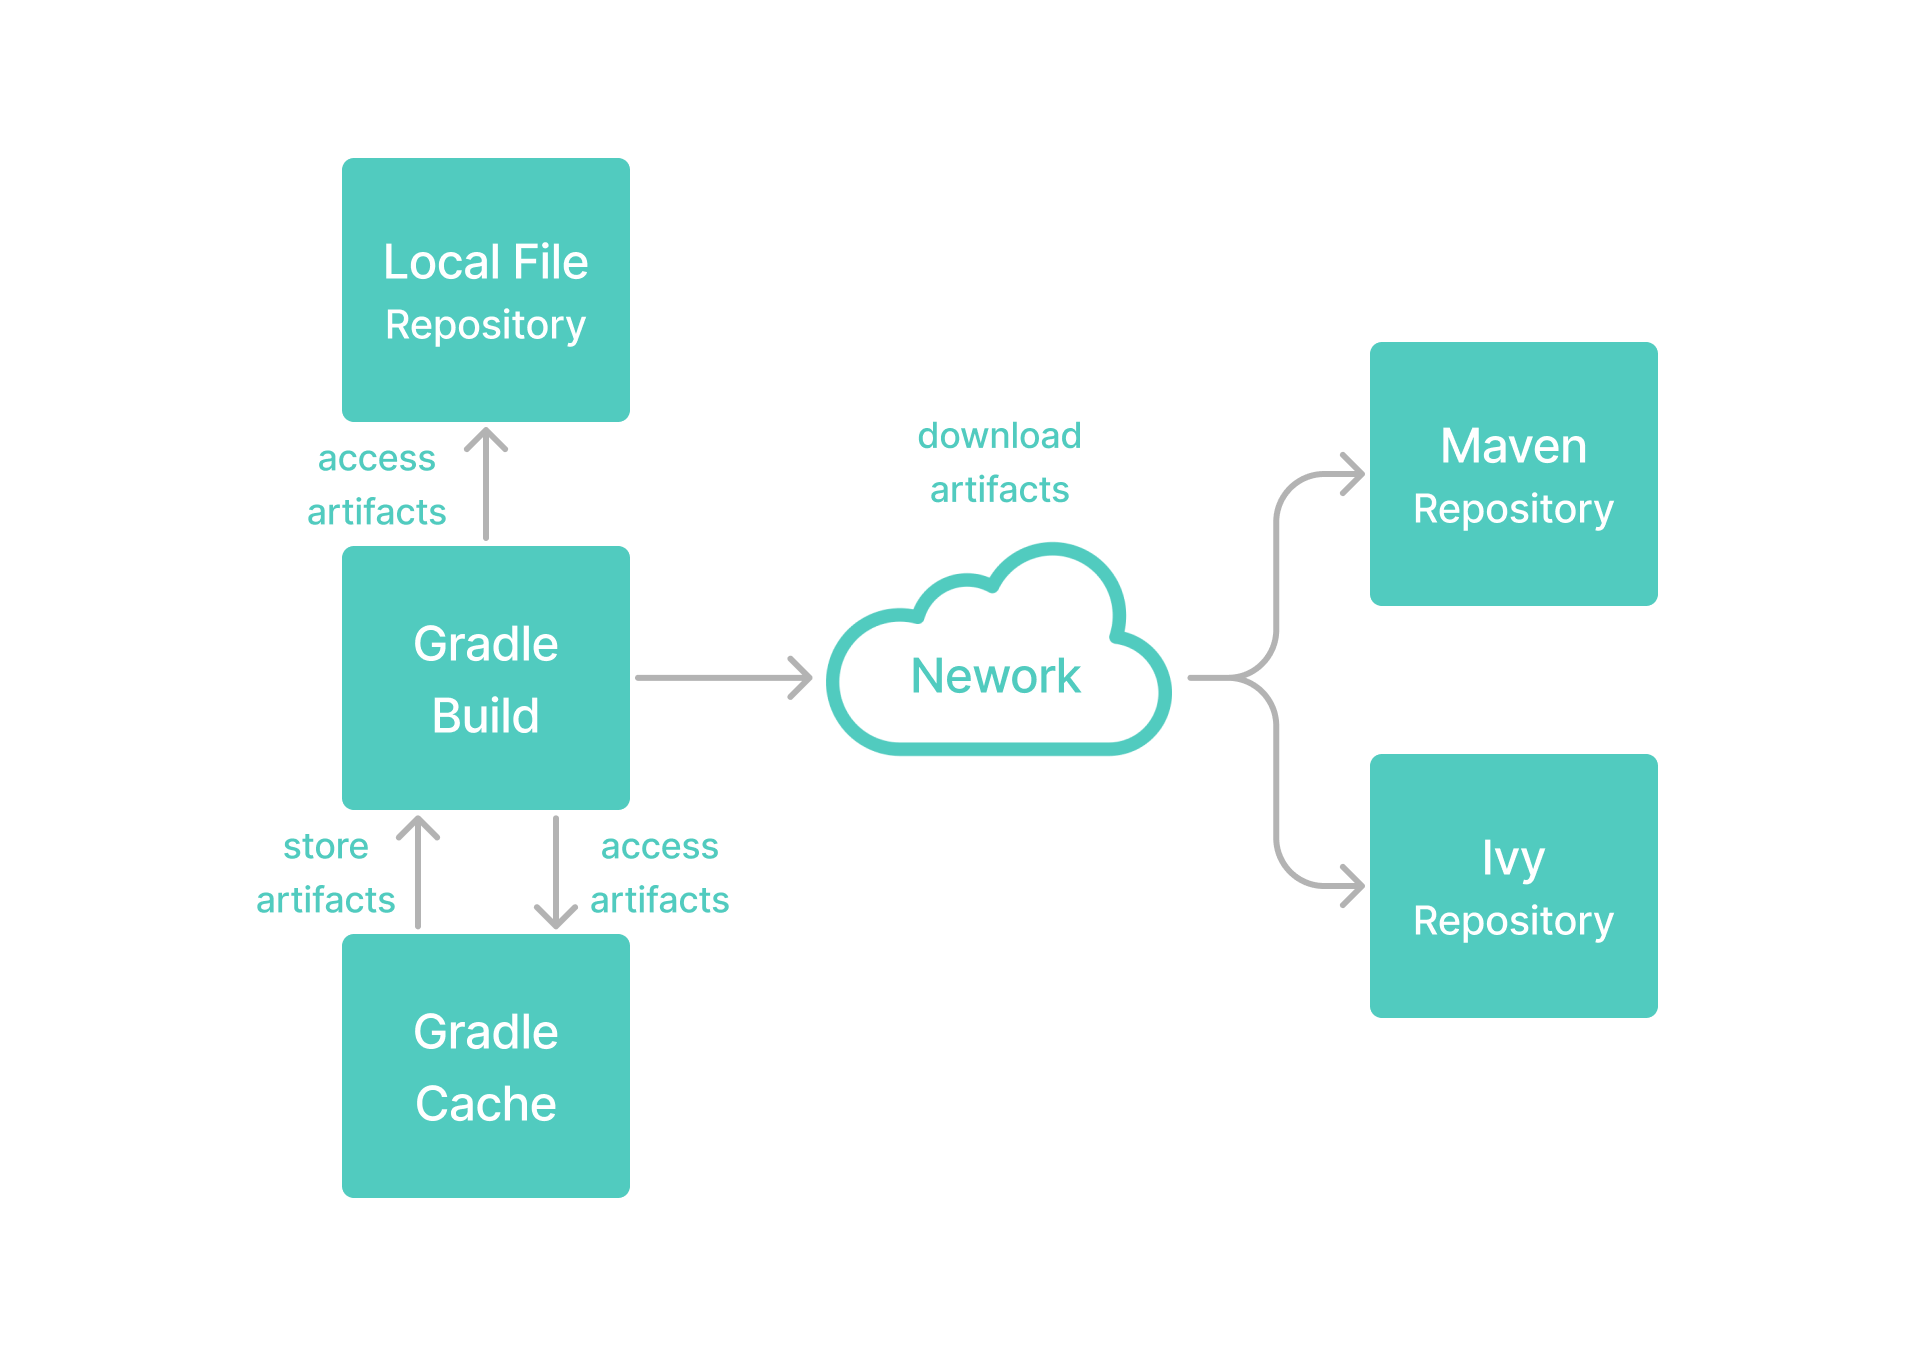 Local File
Repository
access
artifacts
Gradle
Build
store
artifacts
access
artifacts
Gradle
Cache
download
artifacts
Nework
Maven
Repository
Ivy
Repository